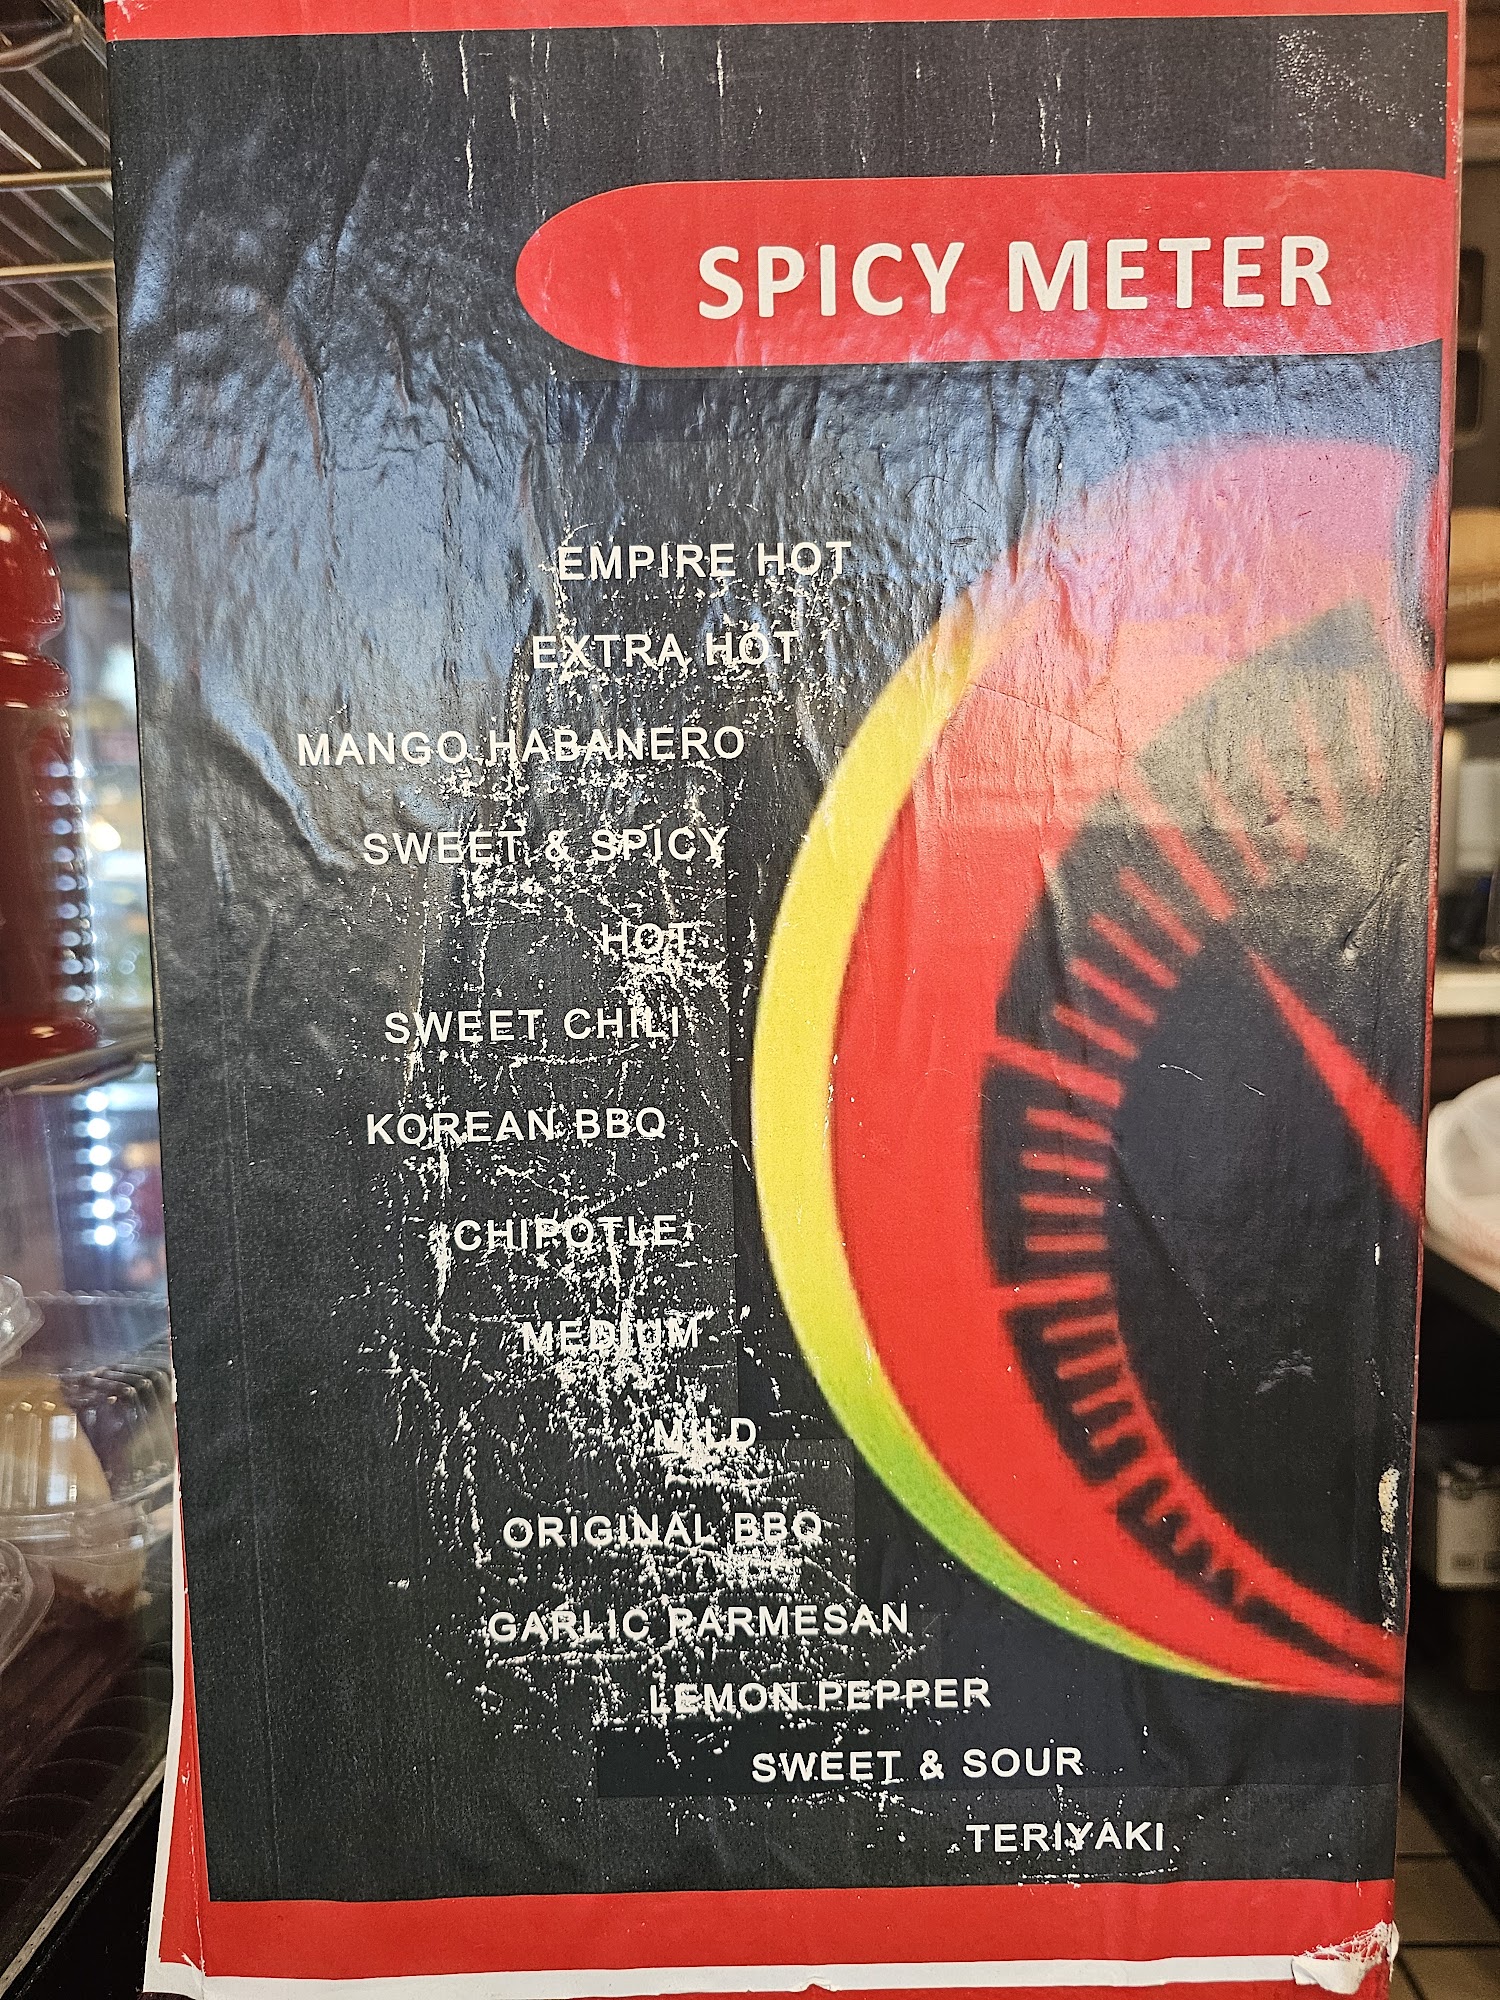 SPICY METER
EMPIRE HOT
EXTRA HOT
MANGO HABANERO
SWEET & SPICY
HOT
SWEET CHILI
KOREAN BBQ
CHIPOTLE
MEDIUM
MILD
ORIGINAL BBQ
GARLIC PARMESAN
LEMON PEPPER
SWEET & SOUR
TERIYAKI